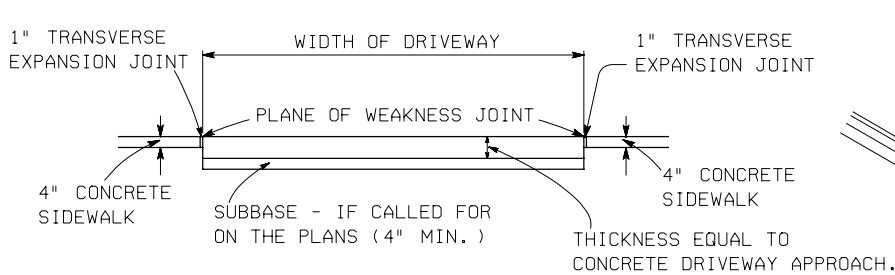 1" TRANSVERSE
EXPANSION JOINT
WIDTH OF DRIVEWAY
1" TRANSVERSE
EXPANSION JOINT
PLANE OF WEAKNESS JOINT
4" CONCRETE
SIDEWALK
SUBBASE - IF CALLED FOR
ON THE PLANS (4" MIN.)
4" CONCRETE
SIDEWALK
THICKNESS EQUAL TO
CONCRETE DRIVEWAY APPROACH.